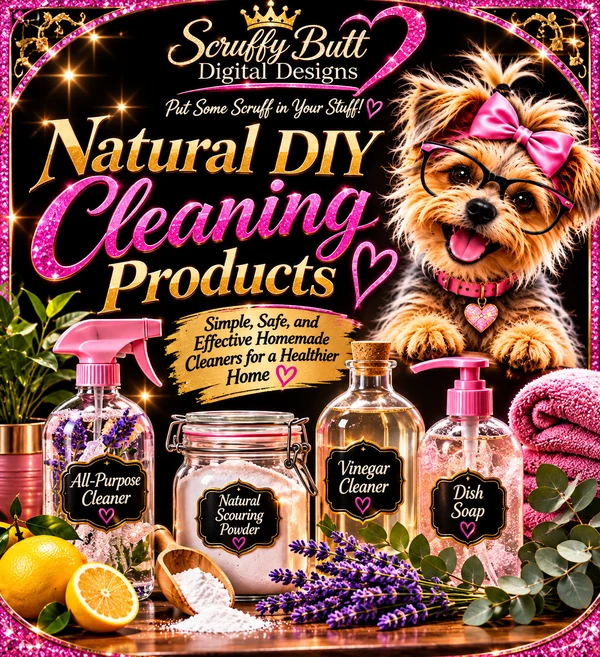 Scruffy Butt
Digital Designs
Put Some Scruff in Your Stuff!
Natural DIY
Cleaning
Products
Simple, Safe, and
Effective Homemade
Cleaners for a Healthier
Home
All-Purpose
Cleaner
Natural
Scouring
Powder
Vinegar
Cleaner
Dish
Soap